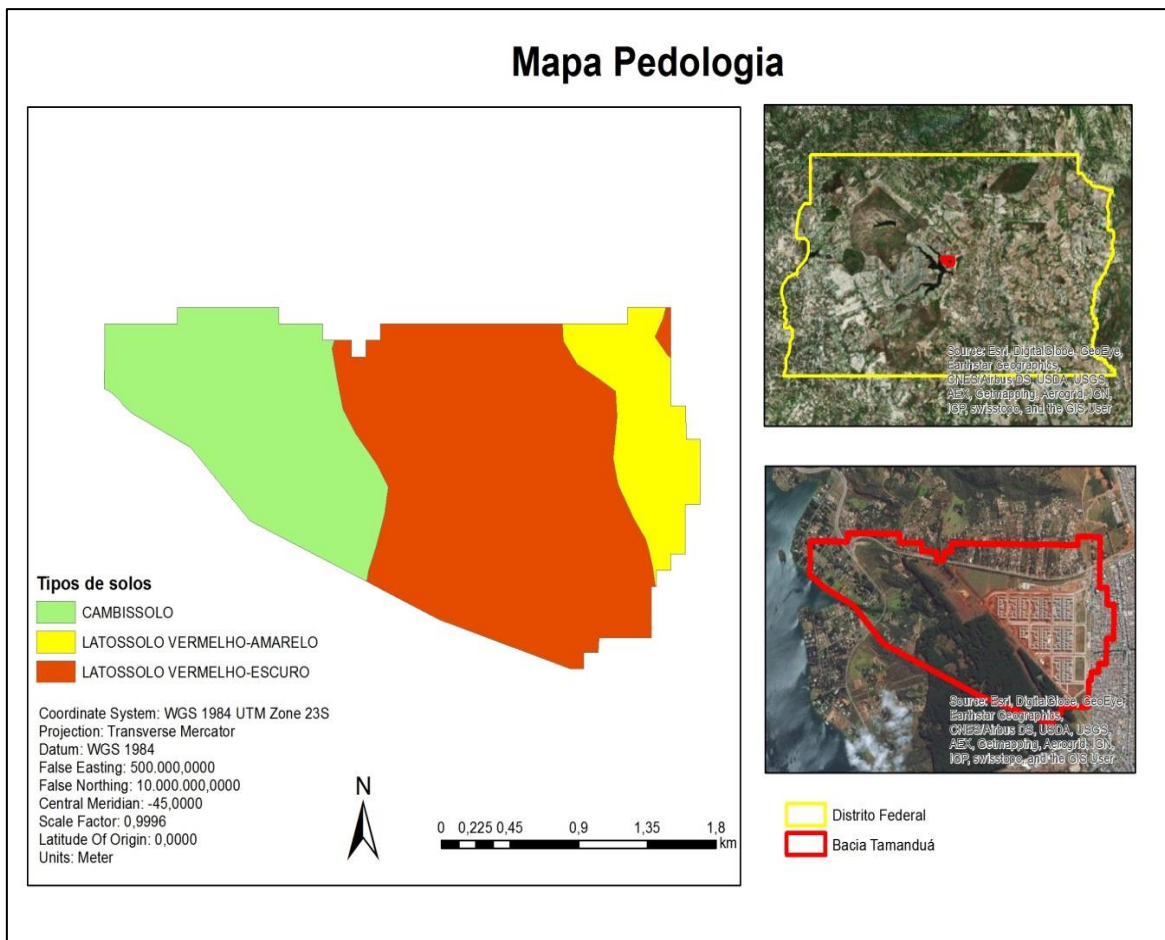 Mapa Pedologia
Tipos de solos
CAMBISSOLO
LATOSSOLO VERMELHO-AMARELO
LATOSSOLO VERMELHO-ESCURO
Coordinate System: WGS 1984 UTM Zone 23S
Projection: Transverse Mercator
Datum: WGS 1984
False Easting: 500.000,0000
False Northing: 10.000.000,0000
Central Meridian: -45,0000
Scale Factor: 0,9996
Latitude Of Origin: 0,0000
Units: Meter
N
0 0,225 0,45 0,9 1,35 1,8
km
Source: Esri, DigitalGlobe, GeoEye,
Earthstar Geographics,
CNES/Airbus DS, USDA, USGS,
AEX, Getmapping, Aerogrid, IGN,
IGP, swisstopo, and the GIS User
Source: Esri, DigitalGlobe, GeoEye,
Earthstar Geographics,
CNES/Airbus DS, USDA, USGS,
AEX, Getmapping, Aerogrid, IGN,
IGP, swisstopo, and the GIS User
Distrito Federal
Bacia Tamanduá